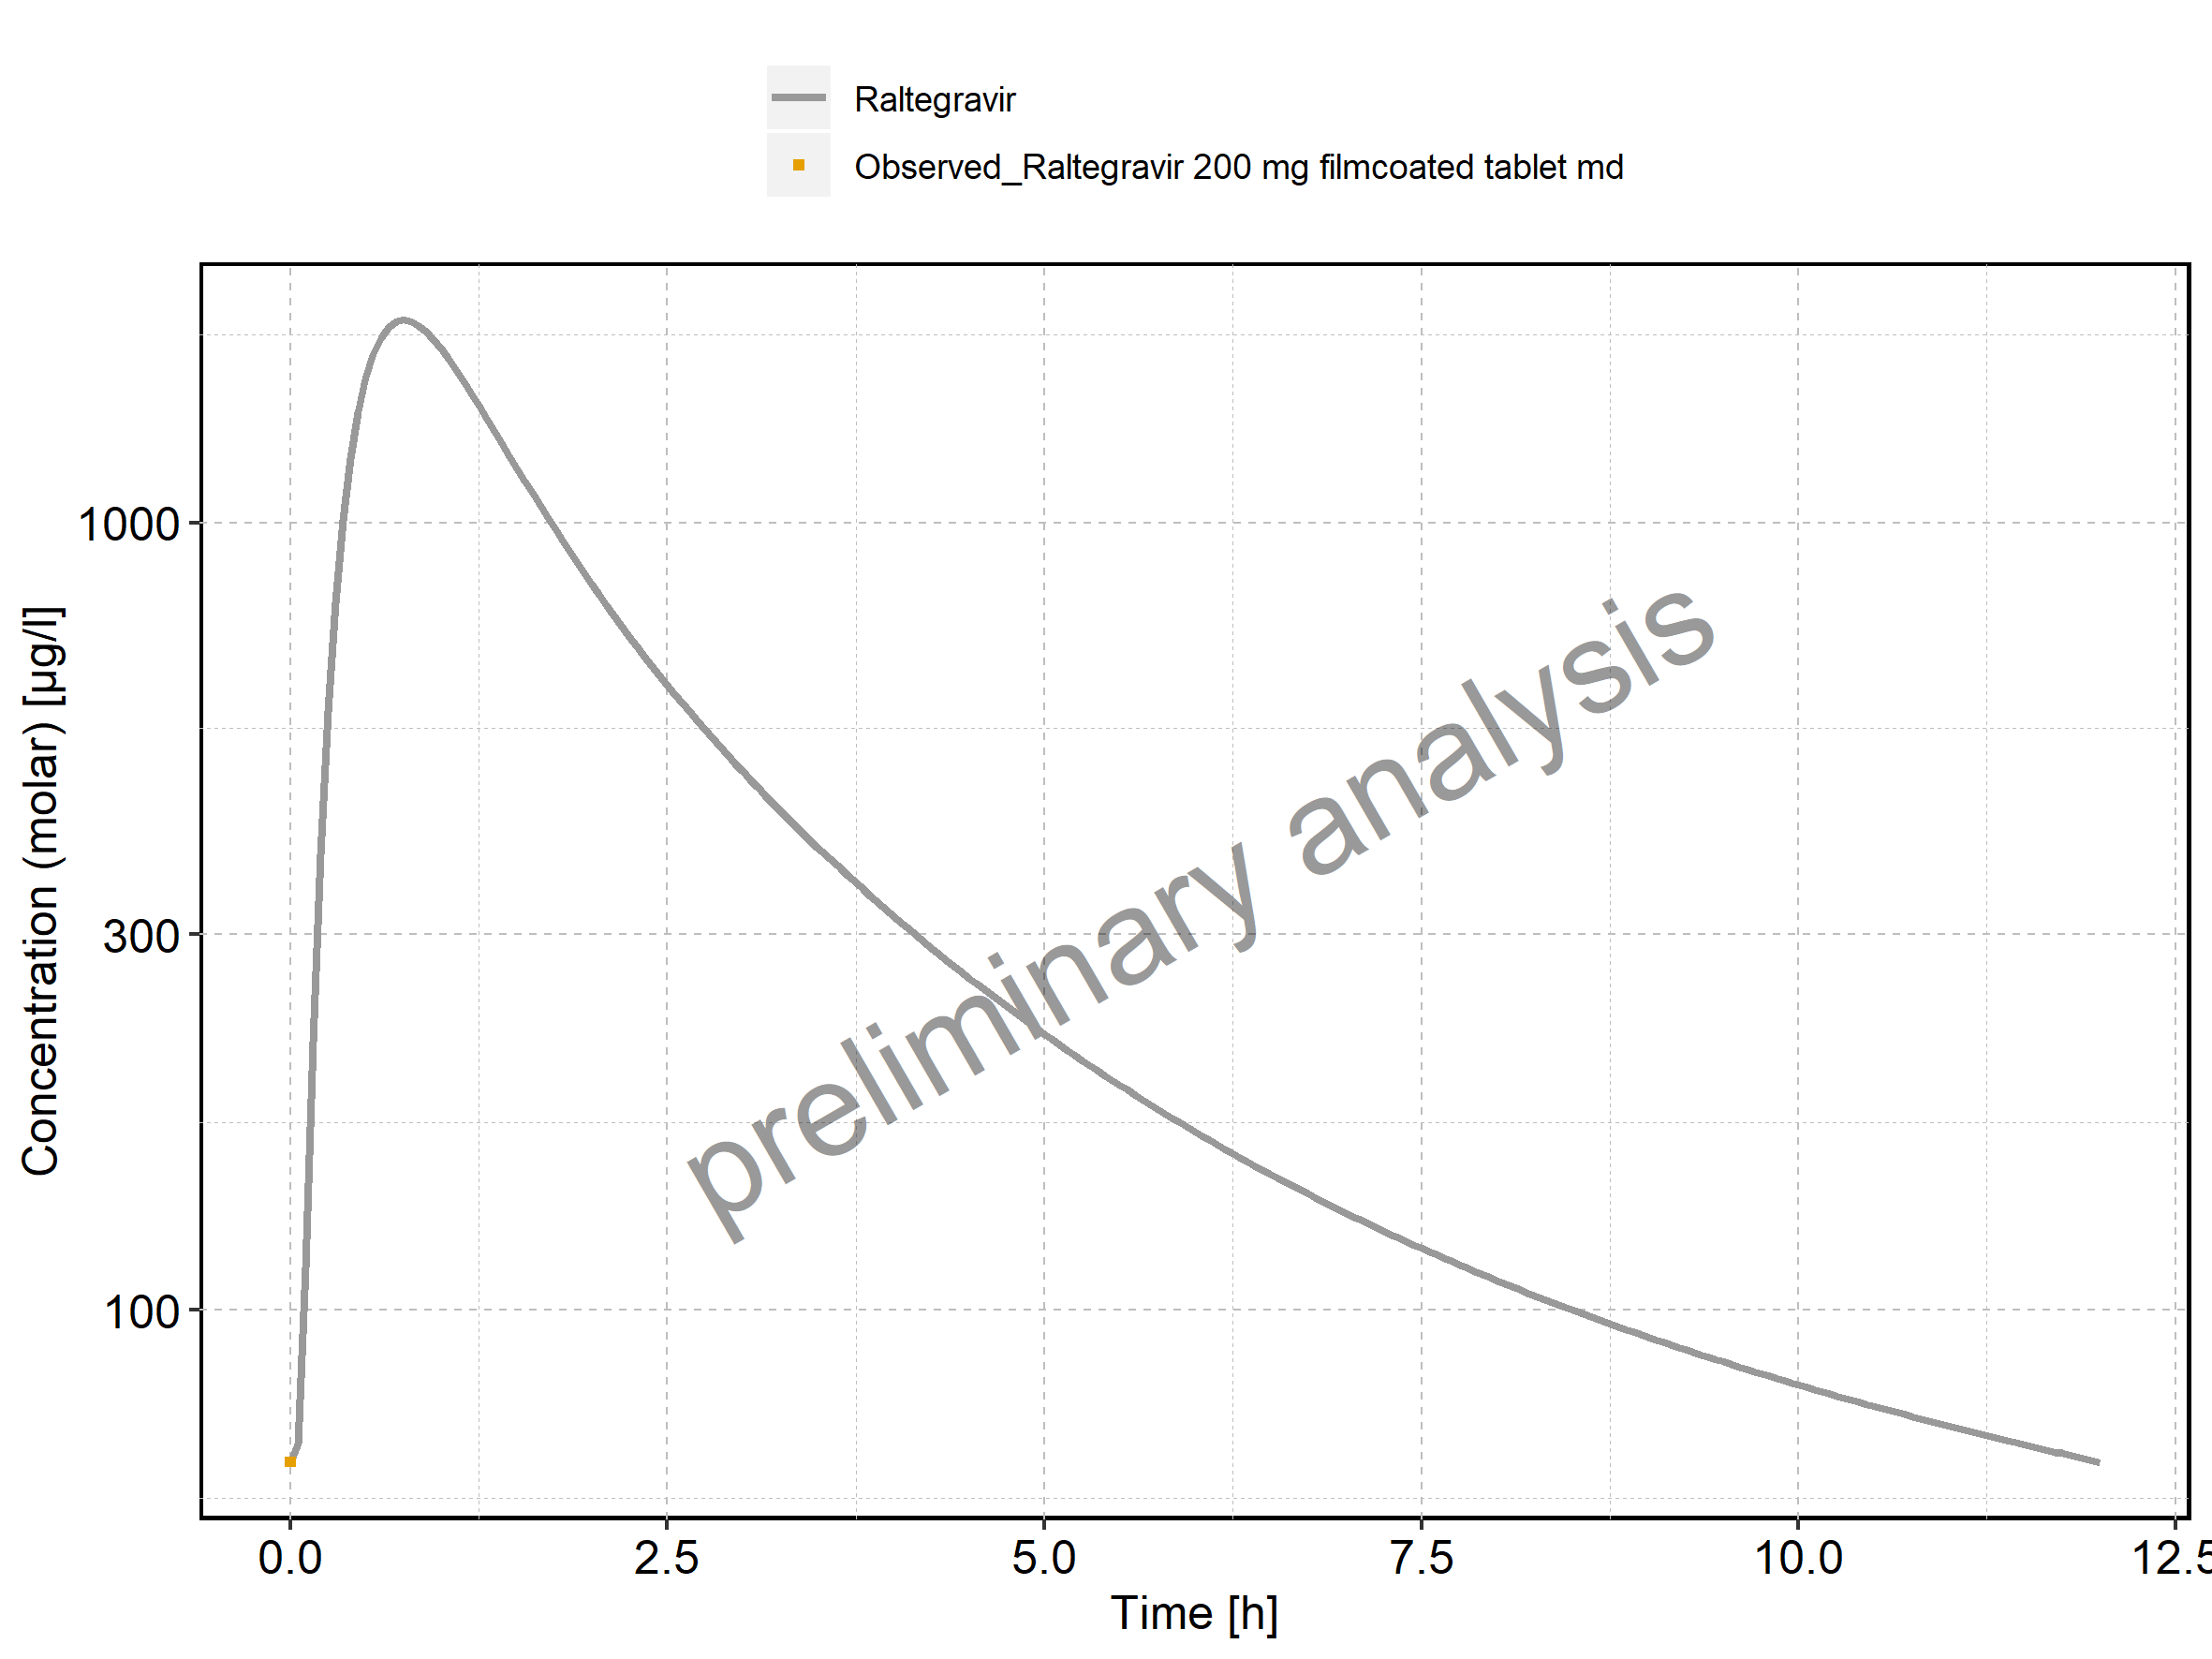 Raltegravir
Observed_Raltegravir 200 mg filmcoated tablet md
Concentration (molar) [µg/l]
1000
300
100
preliminary analysis
0.0 2.5 5.0 7.5 10.0 12.5
Time [h]